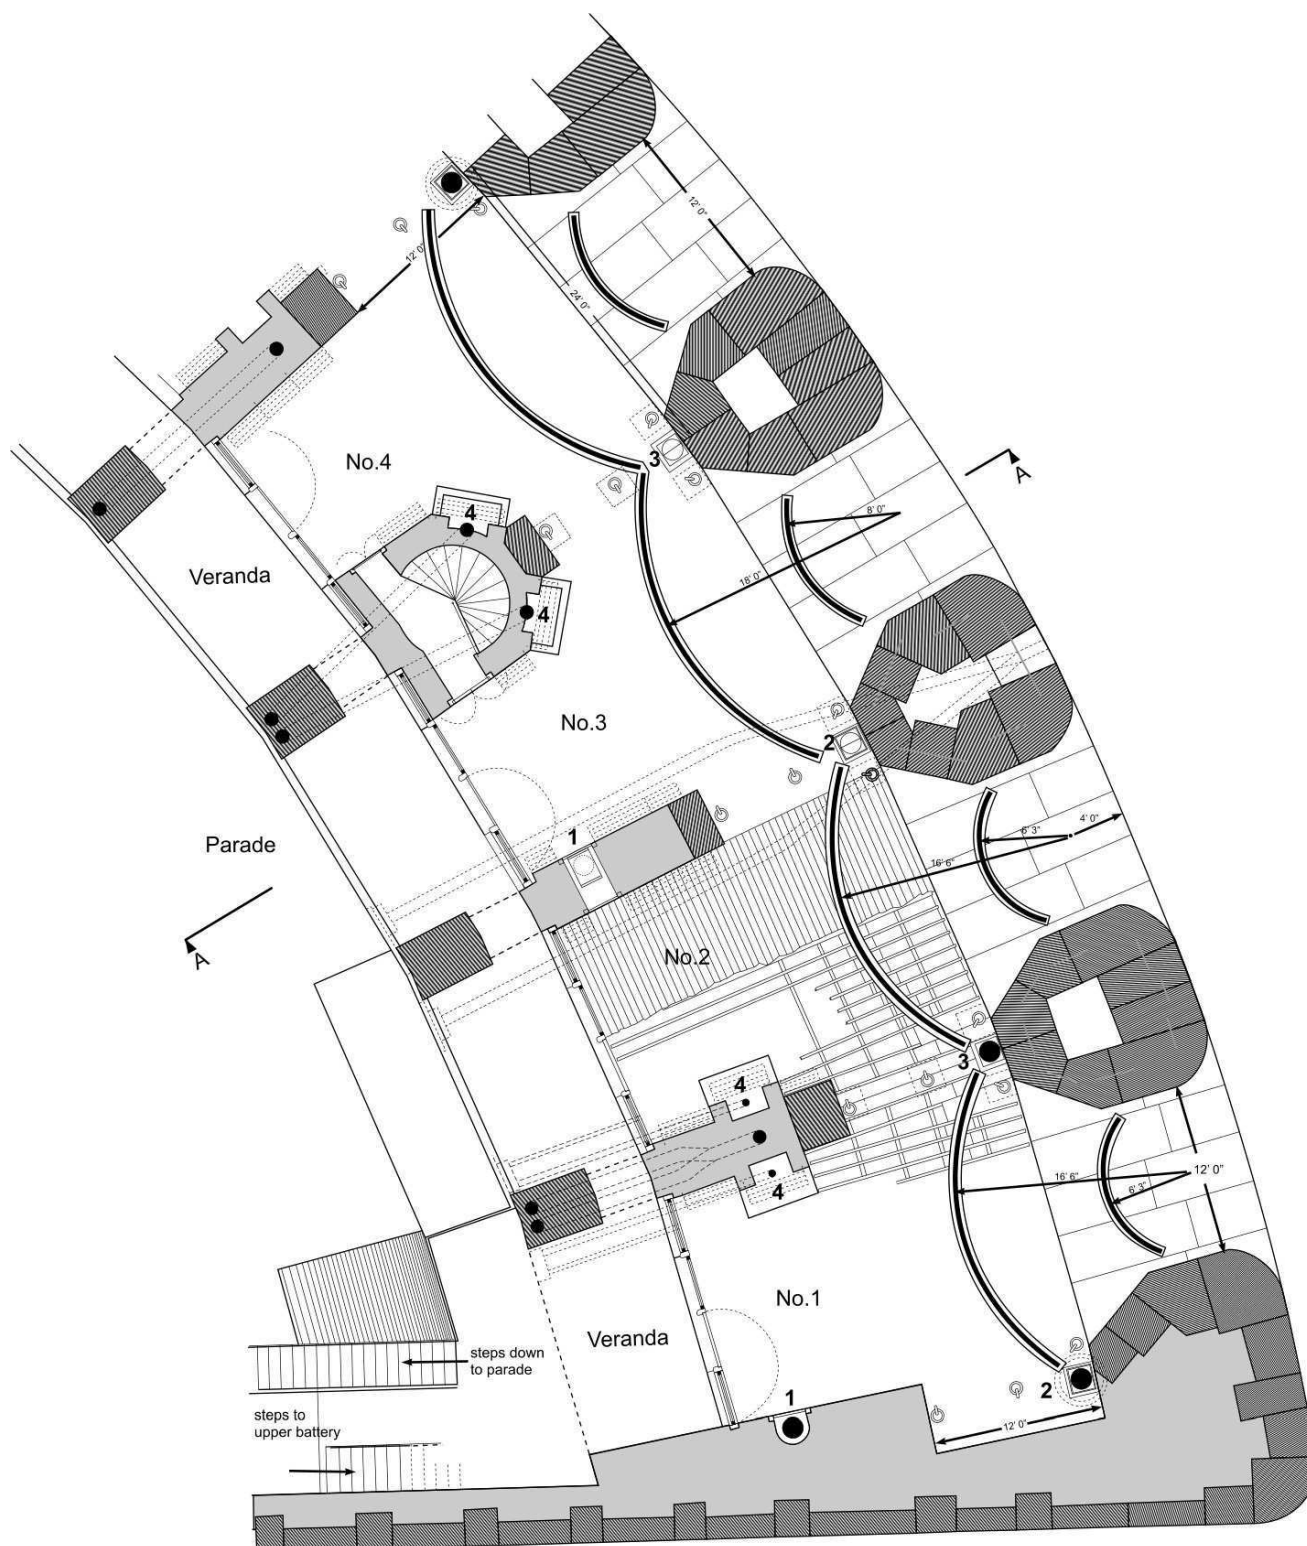 12' 0"
12' 0"
24' 0"
A
3
No.4
4
8' 0"
Veranda
18' 0"
4
No.3
2
4' 0"
6' 3"
Parade
1
16' 6"
A
No.2
3
4
12' 0"
16' 6"
6' 3"
4
No.1
Veranda
steps down
to parade
2
1
steps to
upper battery
12' 0"